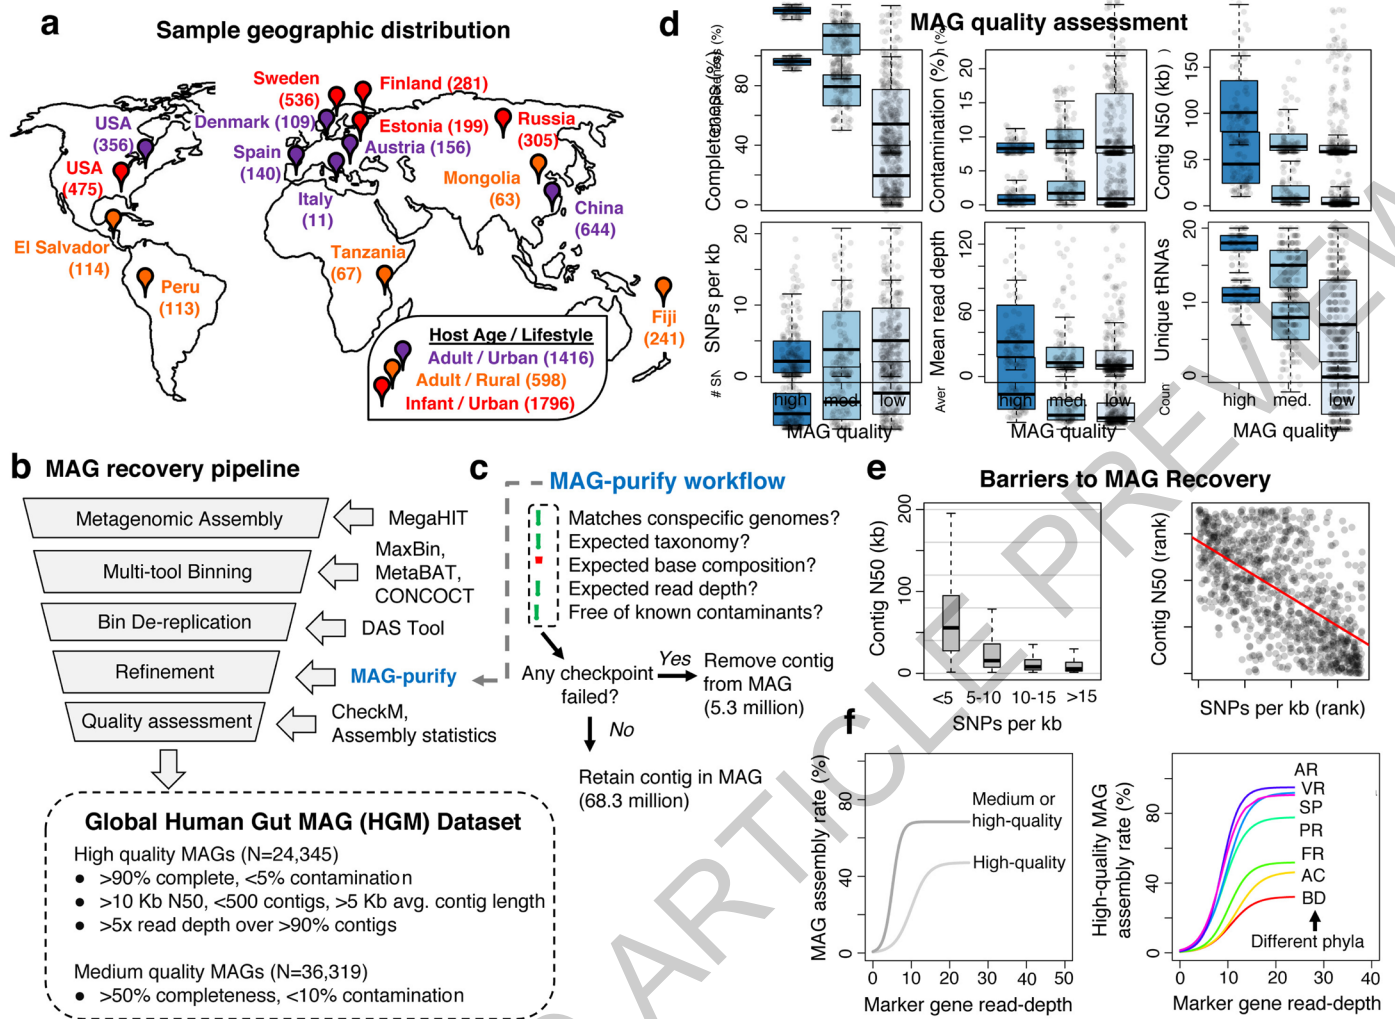 a
Sample geographic distribution
Sweden
(536)
Finland (281)
USA
(356)
Denmark (109)
Estonia (199)
Russia
(305)
Austria (156)
Spain
(140)
USA
(475)
Mongolia
(63)
Italy
(11)
China
(644)
El Salvador
(114)
Tanzania
(67)
Peru
(113)
Fiji
(241)
Host Age / Lifestyle
Adult / Urban (1416)
Adult / Rural (598)
Infant / Urban (1796)
b
MAG recovery pipeline
Metagenomic Assembly
MegaHIT
Multi-tool Binning
MaxBin,
MetaBAT,
CONCOCT
Bin De-replication
DAS Tool
Refinement
MAG-purify
Quality assessment
CheckM,
Assembly statistics
Global Human Gut MAG (HGM) Dataset
High quality MAGs (N=24,345)
● >90% complete, <5% contamination
● >10 Kb N50, <500 contigs, >5 Kb avg. contig length
● >5x read depth over >90% contigs
Medium quality MAGs (N=36,319)
● >50% completeness, <10% contamination
c
MAG-purify workflow
Matches conspecific genomes?
Expected taxonomy?
Expected base composition?
Expected read depth?
Free of known contaminants?
Any checkpoint
failed?
Yes
Remove contig
from MAG
(5.3 million)
No
Retain contig in MAG
(68.3 million)
d
MAG quality assessment
Completeness (%)
80
40
0
Contamination (%)
20
15
10
5
0
Contig N50 (kb)
150
100
50
0
SNPs per kb
20
10
0
# SN
high
med.
low
MAG quality
Mean read depth
120
60
0
Aver
high
med.
low
MAG quality
Unique tRNAs
20
10
0
Coun
high
med.
low
MAG quality
e
Barriers to MAG Recovery
Contig N50 (kb)
200
100
0
<5
5-10
10-15
>15
SNPs per kb
Contig N50 (rank)
SNPs per kb (rank)
f
MAG assembly rate (%)
80
40
0
Medium or
high-quality
High-quality
0 10 20 30 40 50
Marker gene read-depth
High-quality MAG
assembly rate (%)
80
40
0
AR
VR
SP
PR
FR
AC
BD
Different phyla
0 10 20 30 40
Marker gene read-depth
ARTICLE PREVIEW